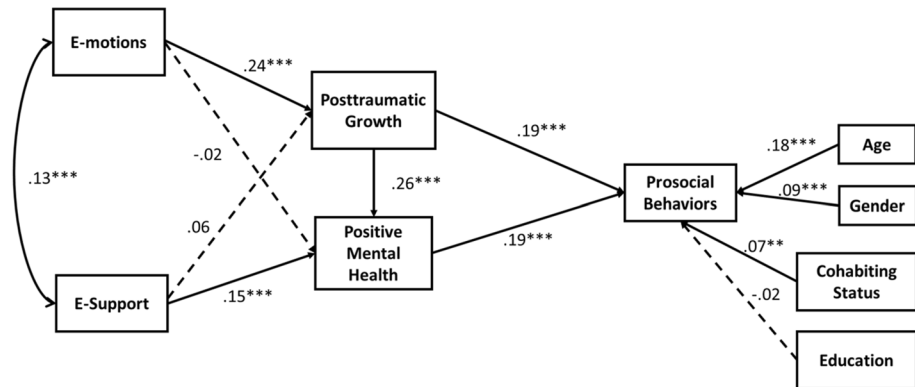 E-motions
.24***
Posttraumatic
Growth
-.02
.19***
.18***
Age
.13***
.26***
Prosocial
Behaviors
.09***
Gender
.06
Positive
Mental
Health
.19***
.07**
Cohabiting
Status
E-Support
.15***
-.02
Education